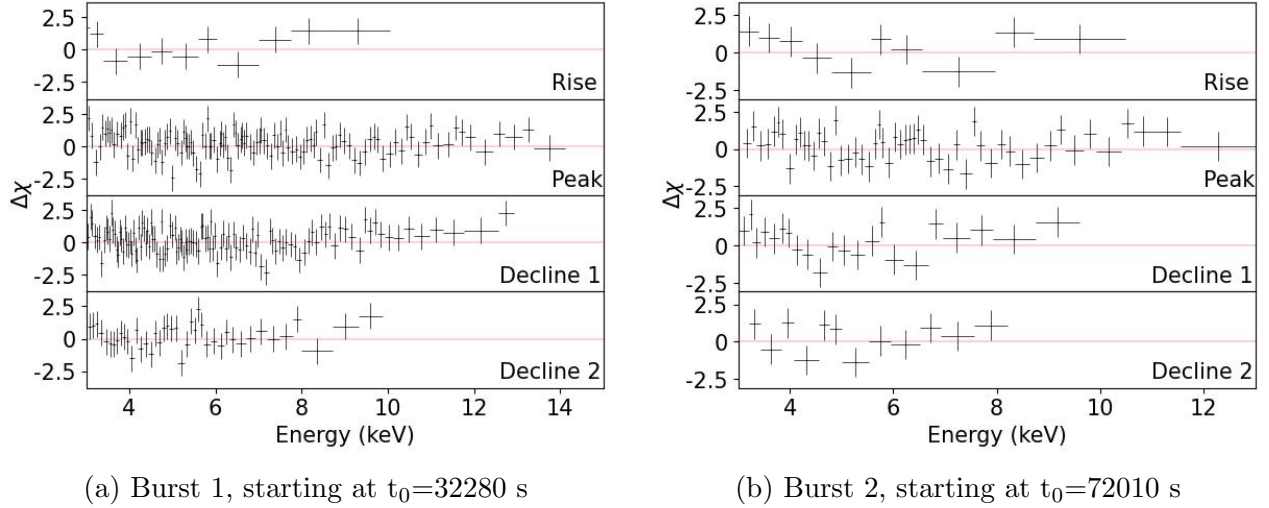 2.5
0
-2.5
Rise
2.5
0
-2.5
Peak
2.5
0
-2.5
Decline 1
2.5
0
-2.5
Decline 2
Δχ
4 6 8 10 12 14
Energy (keV)
(a) Burst 1, starting at t₀=32280 s
2.5
0
-2.5
Rise
2.5
0
-2.5
Peak
2.5
0
-2.5
Decline 1
2.5
0
-2.5
Decline 2
Δχ
4 6 8 10 12
Energy (keV)
(b) Burst 2, starting at t₀=72010 s